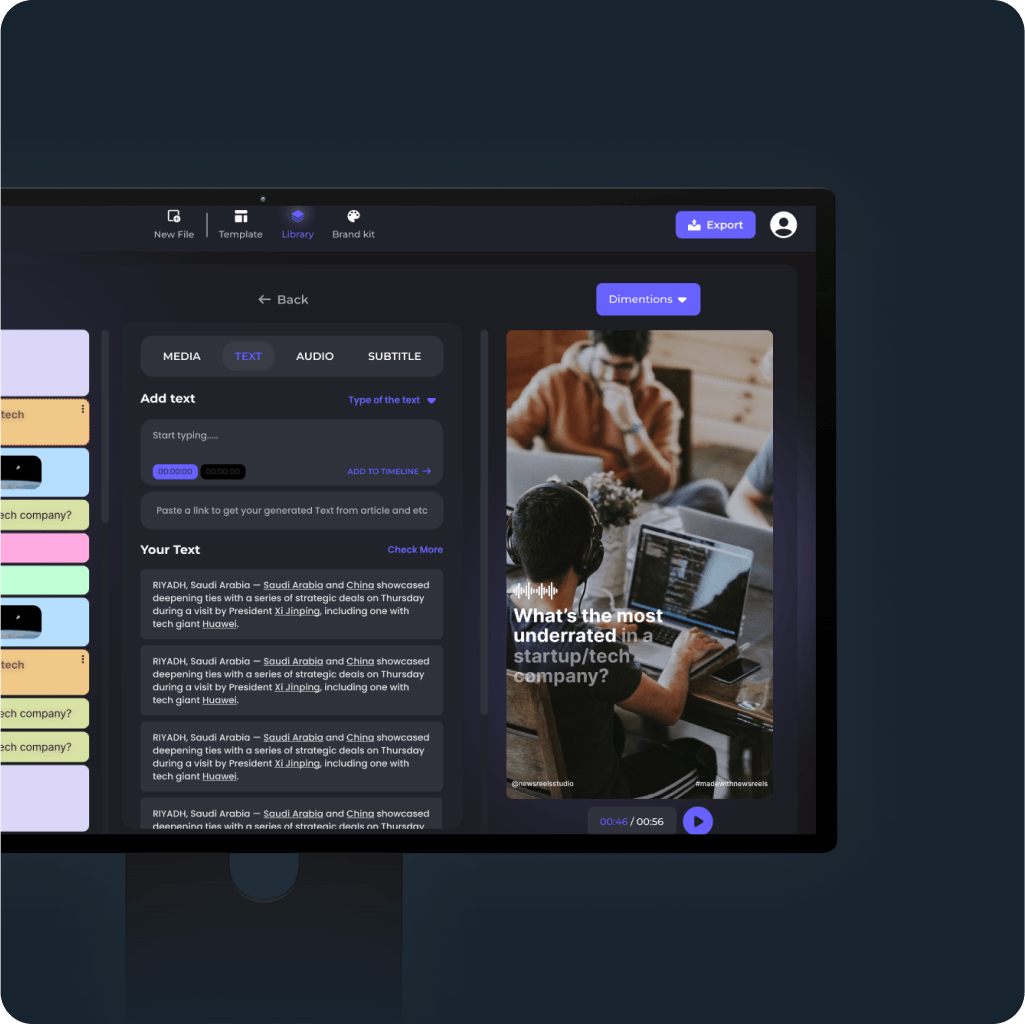 New File
Template
Library
Brand kit
Export
Back
Dimentions
tech
ech company?
tech
ech company?
ech company?
MEDIA
TEXT
AUDIO
SUBTITLE
Add text
Type of the text
Start typing.....
00:00:00
00:00:00
ADD TO TIMELINE
Paste a link to get your generated Text from article and etc
Your Text
Check More
RIYADH, Saudi Arabia — Saudi Arabia and China showcased
deepening ties with a series of strategic deals on Thursday
during a visit by President Xi Jinping, including one with
tech giant Huawei.
RIYADH, Saudi Arabia — Saudi Arabia and China showcased
deepening ties with a series of strategic deals on Thursday
during a visit by President Xi Jinping, including one with
tech giant Huawei.
RIYADH, Saudi Arabia — Saudi Arabia and China showcased
deepening ties with a series of strategic deals on Thursday
during a visit by President Xi Jinping, including one with
tech giant Huawei.
RIYADH, Saudi Arabia — Saudi Arabia and China showcased
deepening ties with a series of strategic deals on Thursday
What's the most
underrated in a
startup/tech
company?
@newsreelsstudio
#madewithnewsreels
00:46 / 00:56